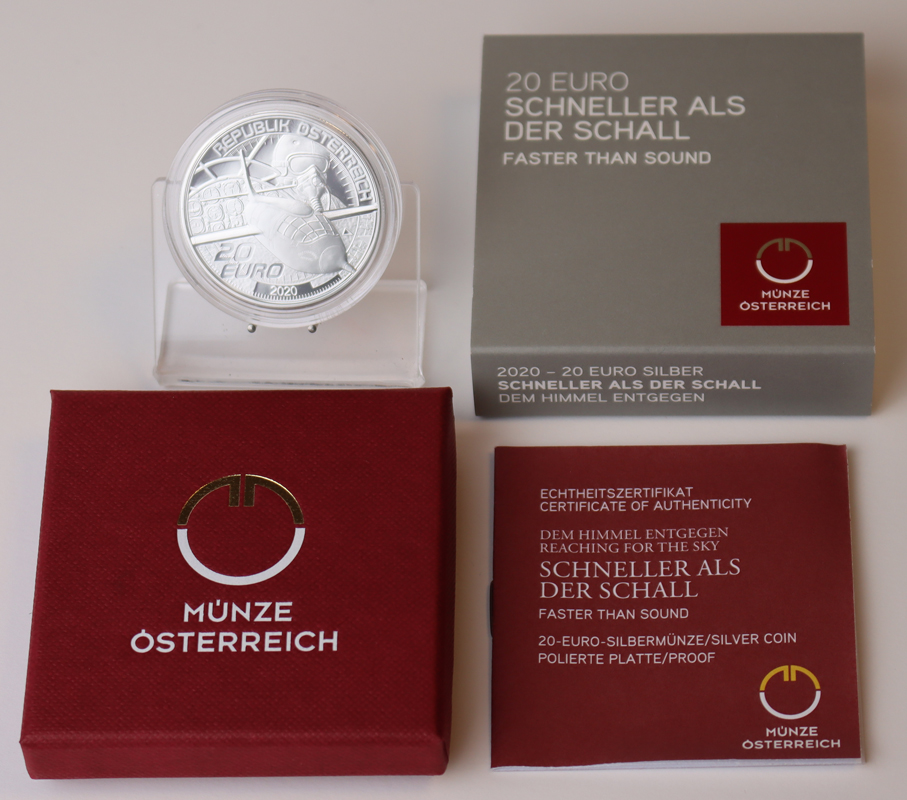 REPUBLIK ÖSTERREICH
20
EURO
2020
20 EURO
SCHNELLER ALS
DER SCHALL
FASTER THAN SOUND
MÜNZE
ÖSTERREICH
2020 – 20 EURO SILBER
SCHNELLER ALS DER SCHALL
DEM HIMMEL ENTGEGEN
MÜNZE
ÖSTERREICH
ECHTHEITSZERTIFIKAT
CERTIFICATE OF AUTHENTICITY
DEM HIMMEL ENTGEGEN
REACHING FOR THE SKY
SCHNELLER ALS
DER SCHALL
FASTER THAN SOUND
20-EURO-SILBERMÜNZE/SILVER COIN
POLIERTE PLATTE/PROOF
MÜNZE
ÖSTERREICH